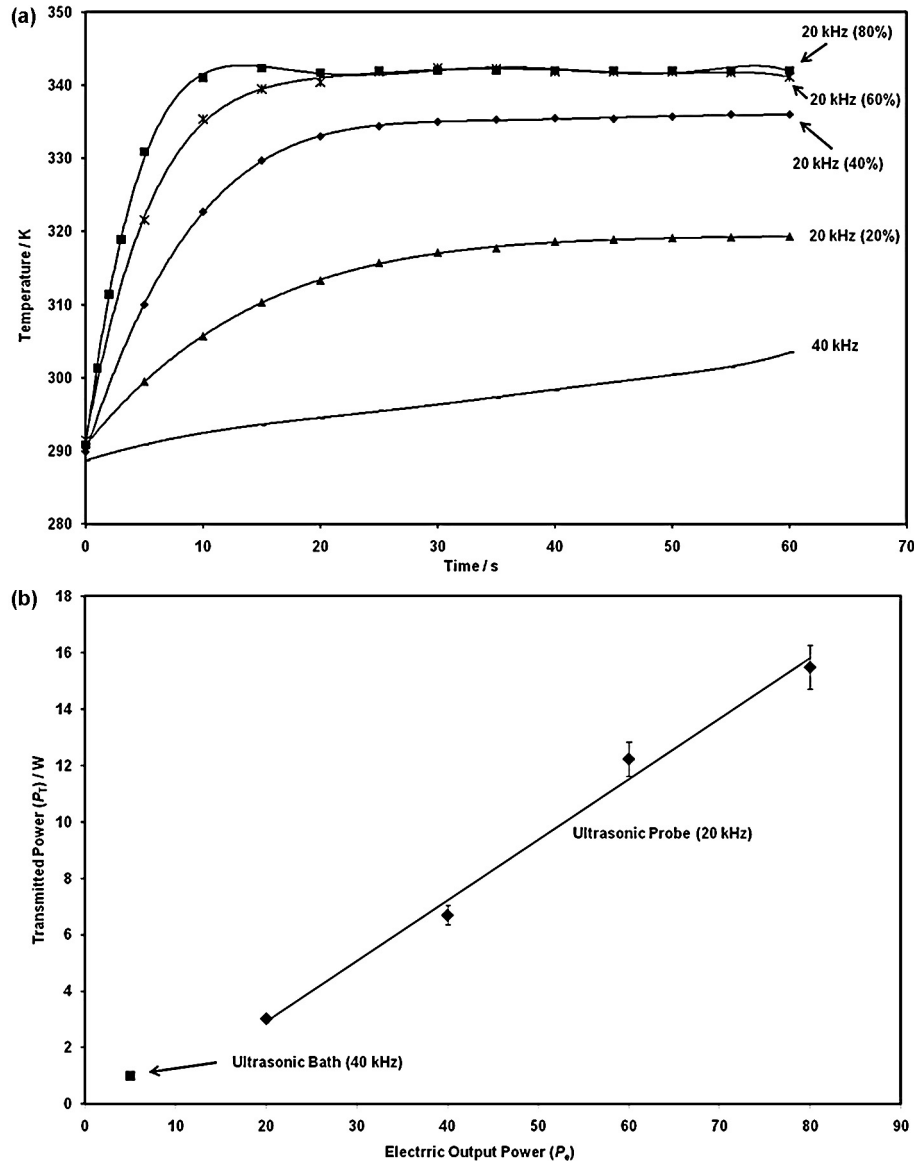 (a)
350
340
330
320
310
300
290
280
Temperature / K
0 10 20 30 40 50 60 70
Time / s
20 kHz (80%)
20 kHz (60%)
20 kHz (40%)
20 kHz (20%)
40 kHz
(b)
18
16
14
12
10
8
6
4
2
0
Transmitted Power (PT) / W
Ultrasonic Probe (20 kHz)
Ultrasonic Bath (40 kHz)
0 10 20 30 40 50 60 70 80 90
Electrric Output Power (Pe)